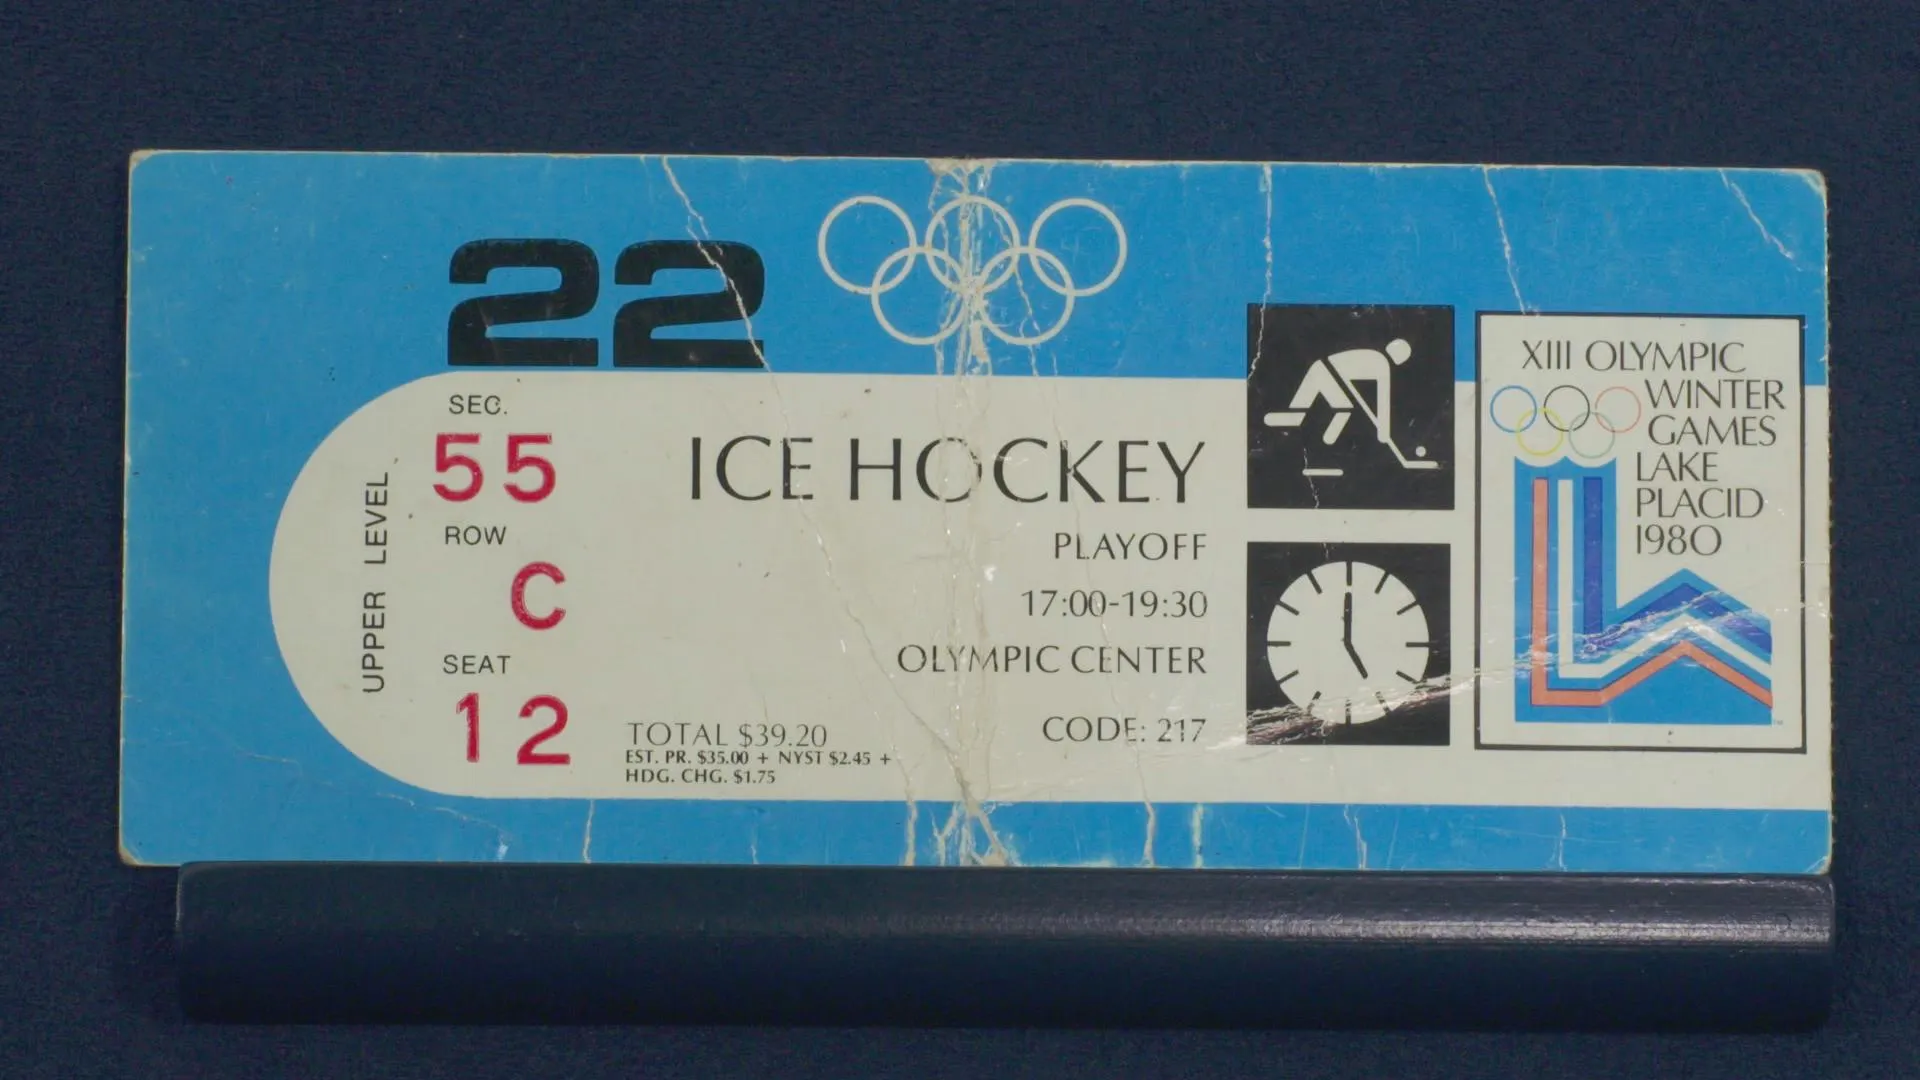 22
SEC.
55
ROW
C
SEAT
12
UPPER LEVEL
ICE HOCKEY
PLAYOFF
17:00-19:30
OLYMPIC CENTER
CODE: 217
TOTAL $39.20
EST. PR. $35.00 + NYST $2.45 +
HDG. CHG. $1.75
XIII OLYMPIC
WINTER
GAMES
LAKE
PLACID
1980